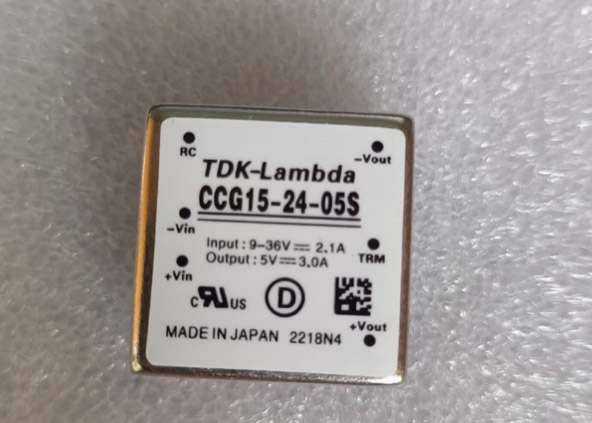 RC
-Vout
TDK-Lambda
CCG15-24-05S
-Vin
Input : 9-36V⎓ 2.1A
Output : 5V⎓3.0A
TRM
+Vin
c RU US
D
+Vout
MADE IN JAPAN 2218N4